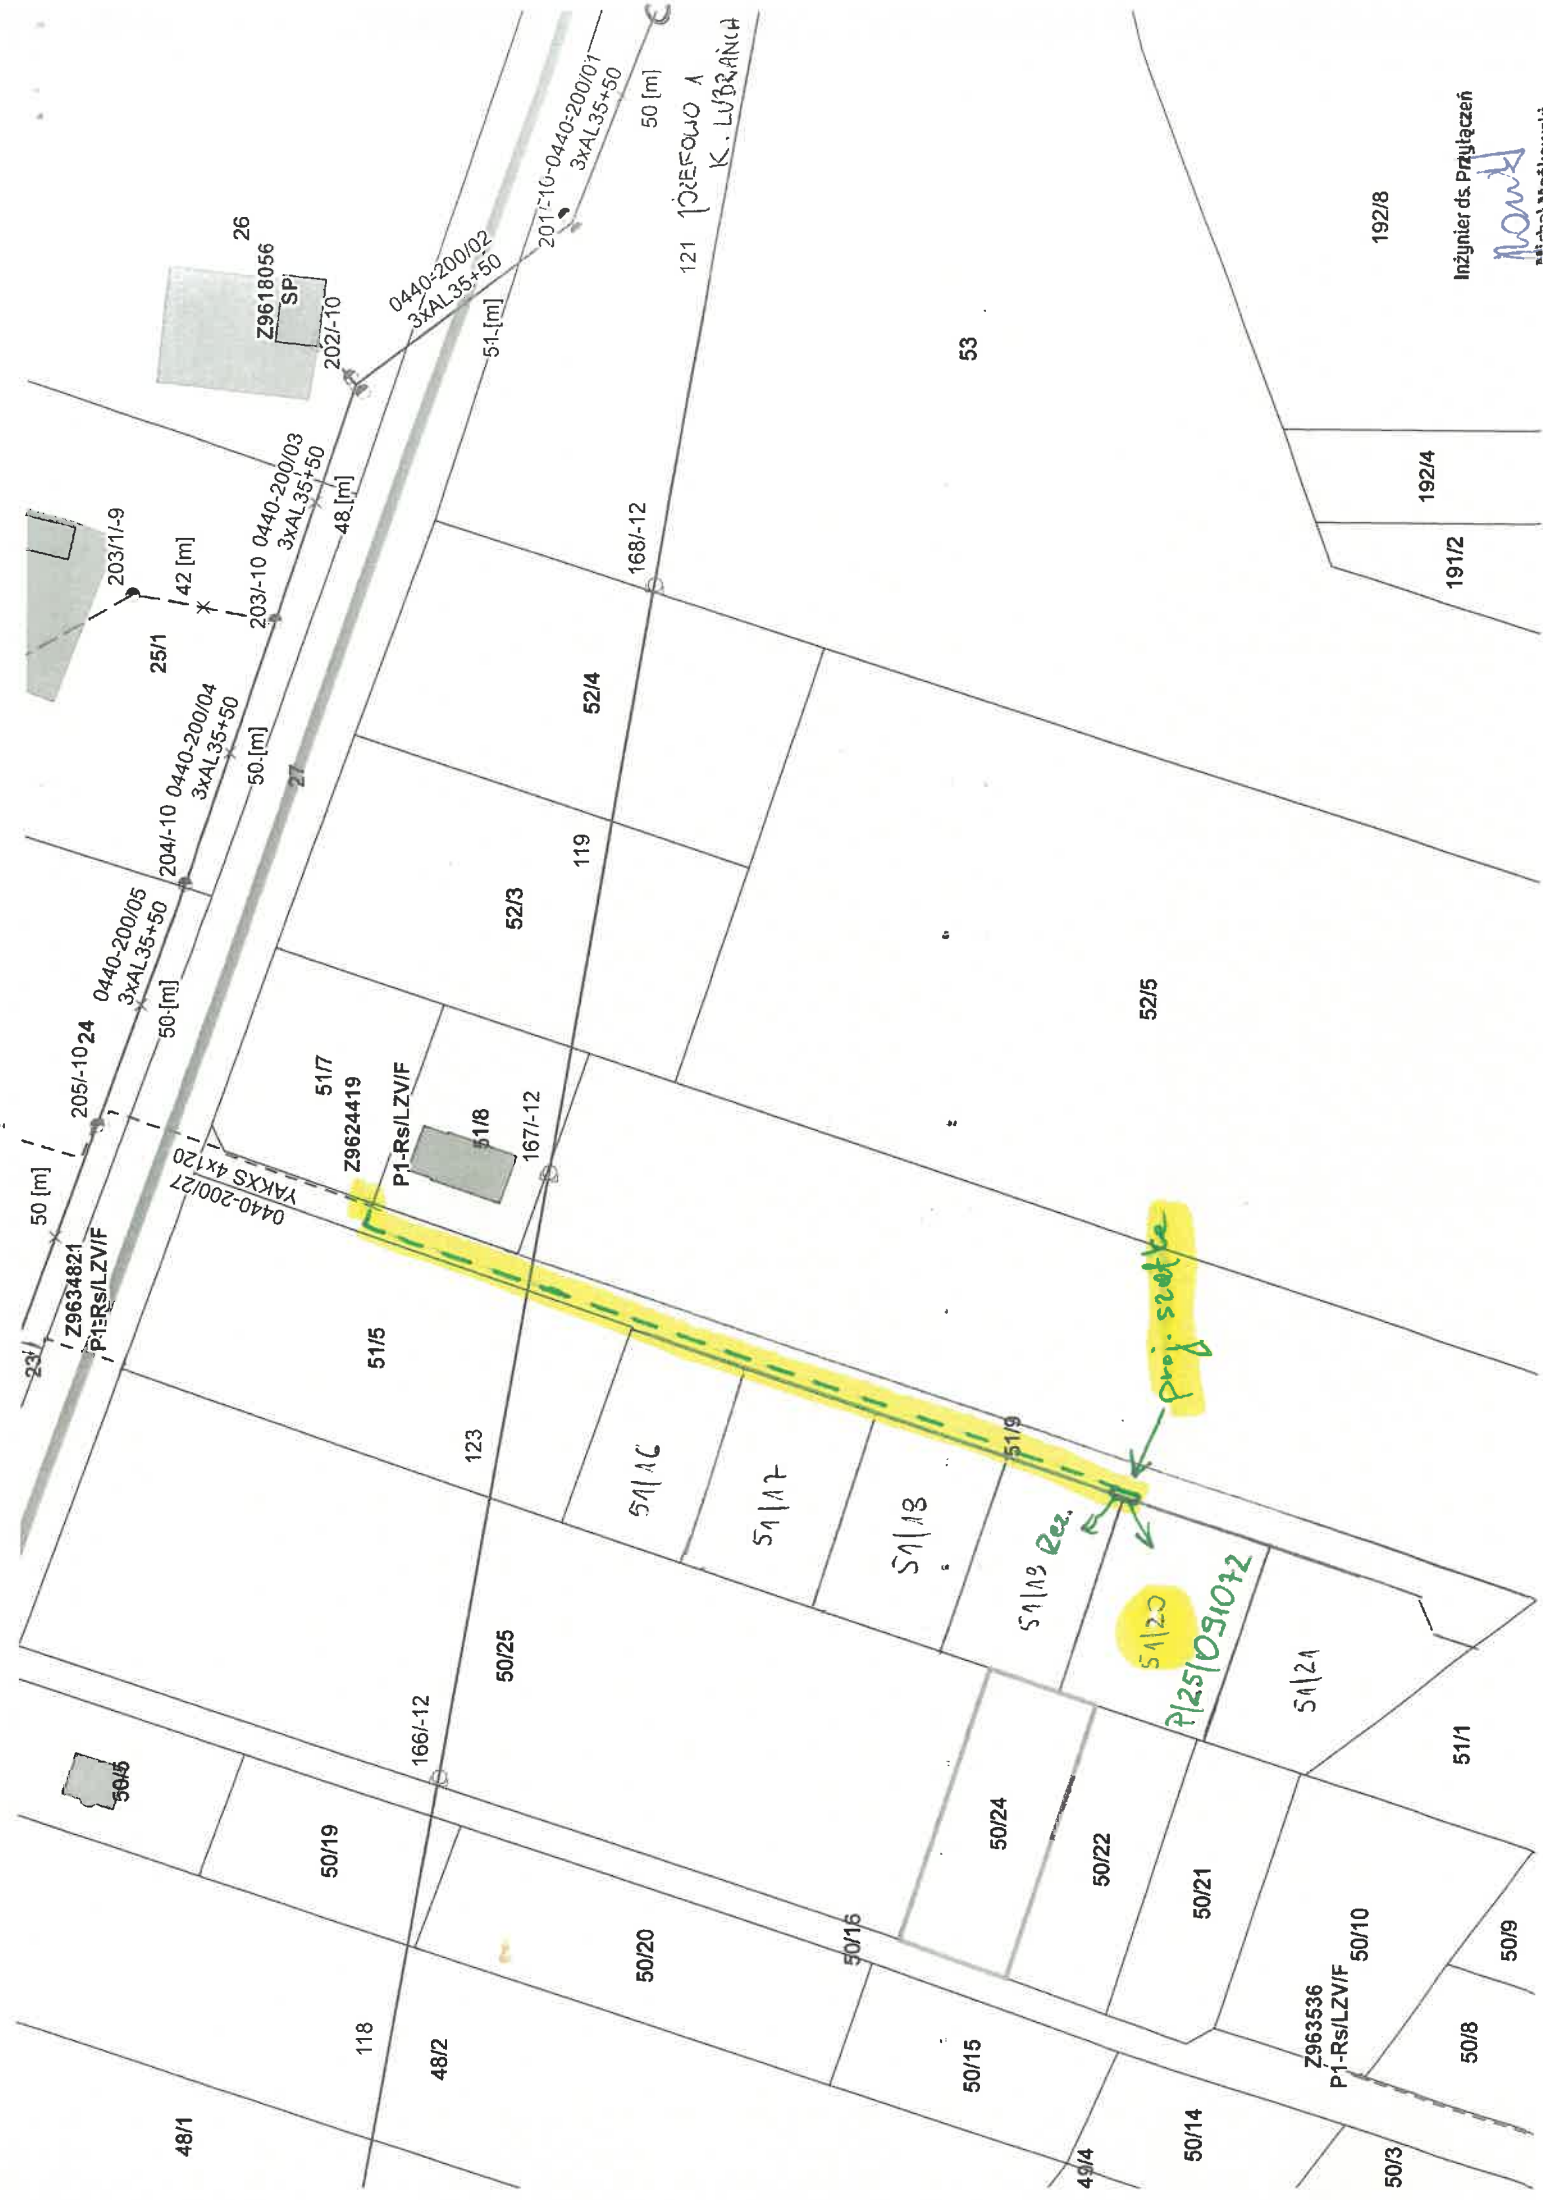 26
Z9618056
SP
202/-10
0440-200/02
3xAL35+50
51-[m]
201/-10
0440-200/01
3xAL35+50
50 [m]
121
JÓZEFOWO 1
K. LUBRAŃCA
203/1/-9
42 [m]
25/1
203/-10
0440-200/03
3xAL35+50
48 [m]
0440-200/04
3xAL35+50
50 [m]
204/-10
27
0440-200/05
3xAL35+50
50 [m]
205/-10
24
50 [m]
Z9634821
P1-Rs/LZV/F
23/
0440-200/27
YAKXS 4x120
51/7
Z9624419
P1-Rs/LZV/F
51/8
167/-12
168/-12
52/4
119
52/3
53
52/5
192/8
192/4
191/2
Inżynier ds. Przyłączeń
51/5
123
51/16
51/17
51/18
51/9
51/19
Rez.
proj. szafka
51/20
P/25/091072
51/21
51/1
50/25
166/-12
50/5
50/19
50/20
50/16
50/24
50/22
50/21
50/10
50/9
50/8
Z963536
P1-Rs/LZV/F
118
48/2
48/1
50/15
50/14
49/4
50/3